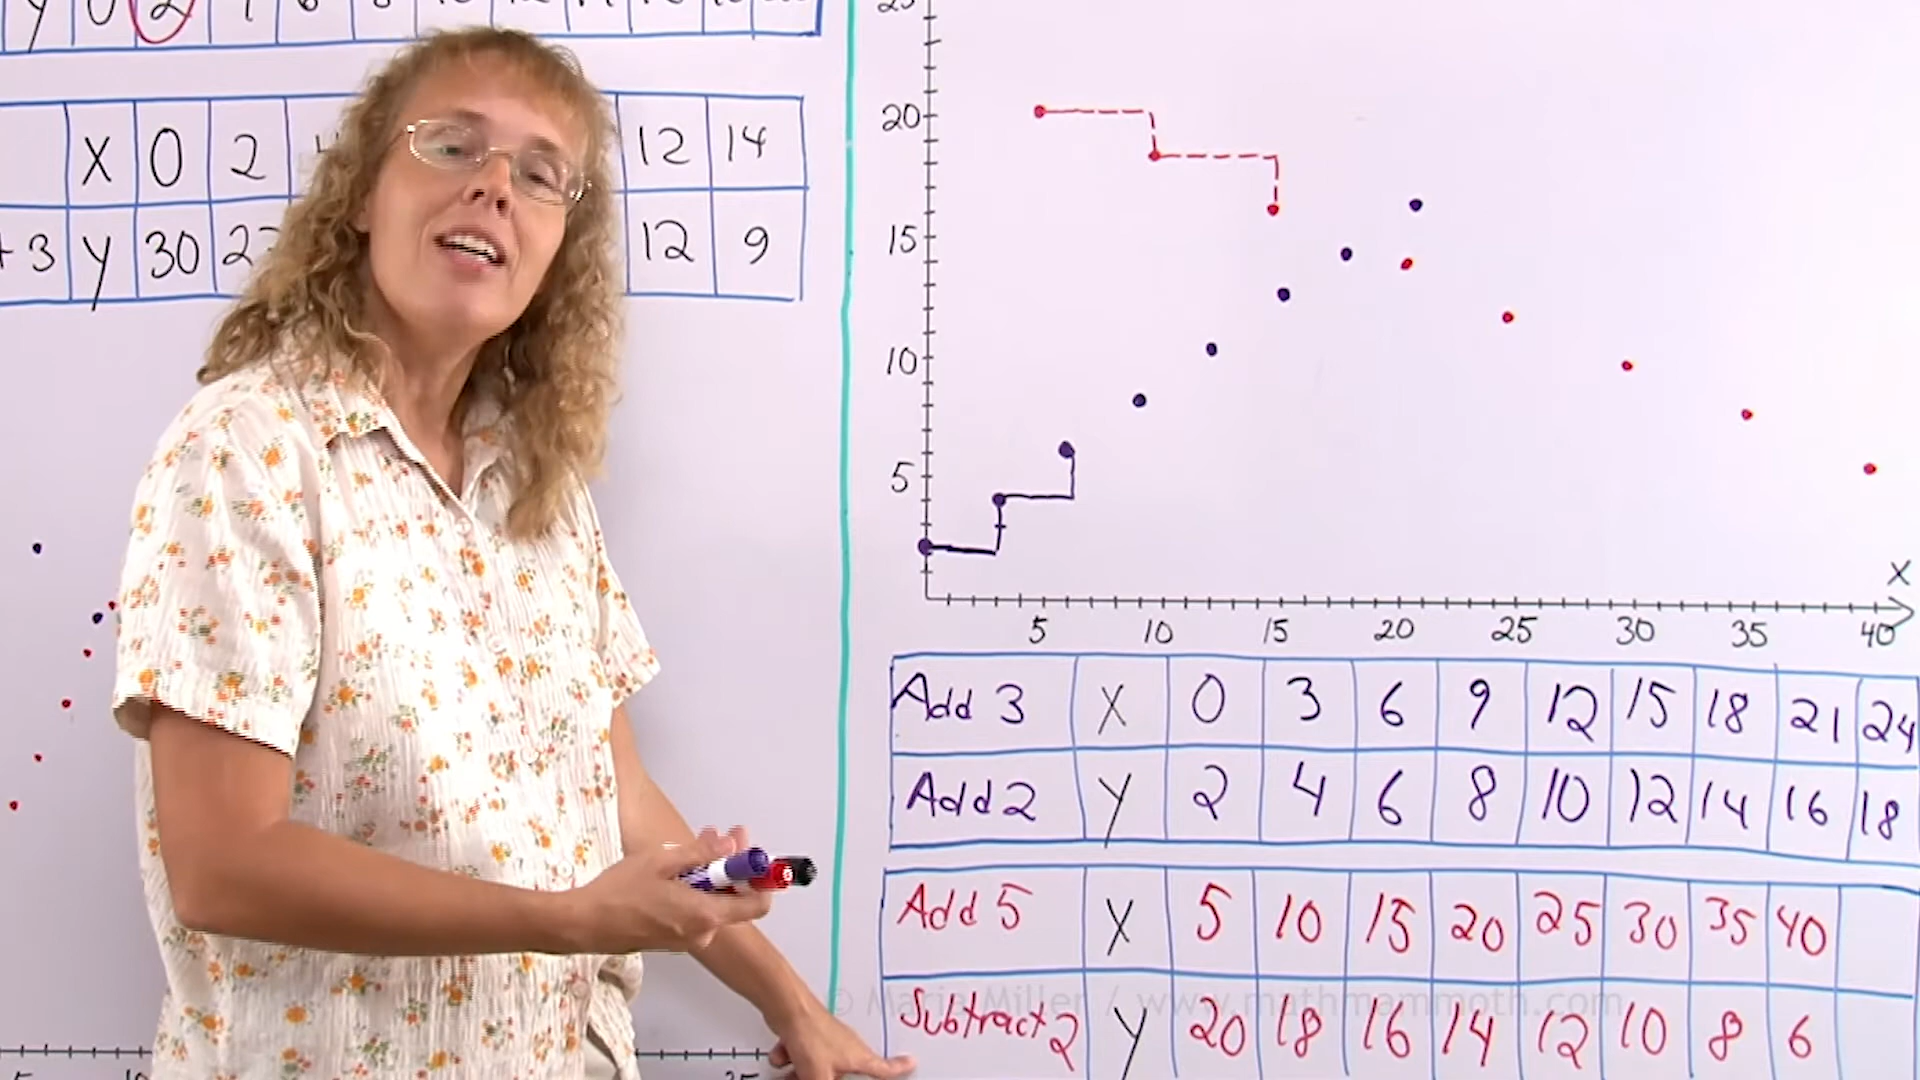 y 0 2
X 0 2 12 14
+3 y 30 12 9
20
15
10
5
X
5 10 15 20 25 30 35 40
Add 3 X 0 3 6 9 12 15 18 21 24
Add 2 y 2 4 6 8 10 12 14 16 18
Add 5 X 5 10 15 20 25 30 35 40
Subtract 2 y 20 18 16 14 12 10 8 6
© Maria Miller / www.mathmammoth.com